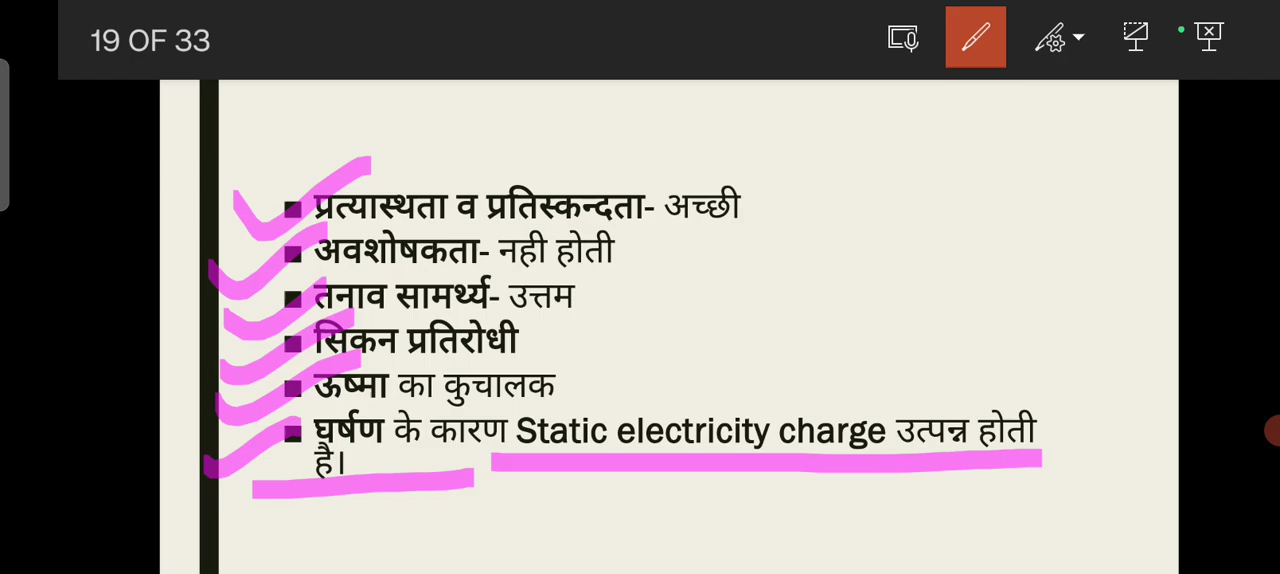 19 OF 33
■ प्रत्यास्थता व प्रतिस्कन्दता- अच्छी
■ अवशोषकता- नही होती
■ तनाव सामर्थ्य- उत्तम
■ सिकन प्रतिरोधी
■ ऊष्मा का कुचालक
■ घर्षण के कारण Static electricity charge उत्पन्न होती
है।